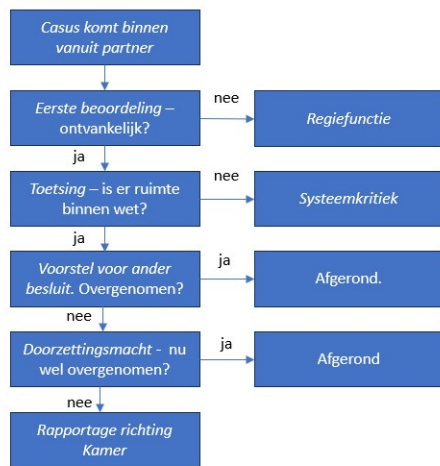 Casus komt binnen
vanuit partner
Eerste beoordeling –
ontvankelijk?
nee
Regiefunctie
ja
Toetsing – is er ruimte
binnen wet?
nee
Systeemkritiek
ja
Voorstel voor ander
besluit. Overgenomen?
ja
Afgerond.
nee
Doorzettingsmacht - nu
wel overgenomen?
ja
Afgerond
nee
Rapportage richting
Kamer